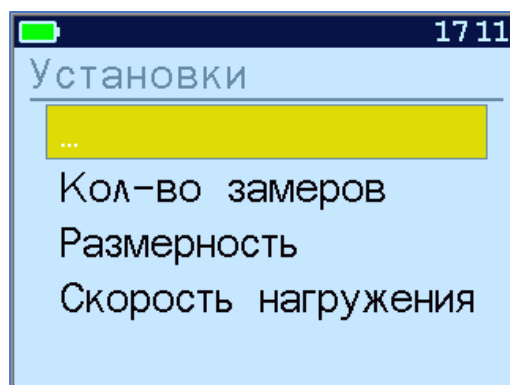 17 11
Установки
...
Кол-во замеров
Размерность
Скорость нагружения